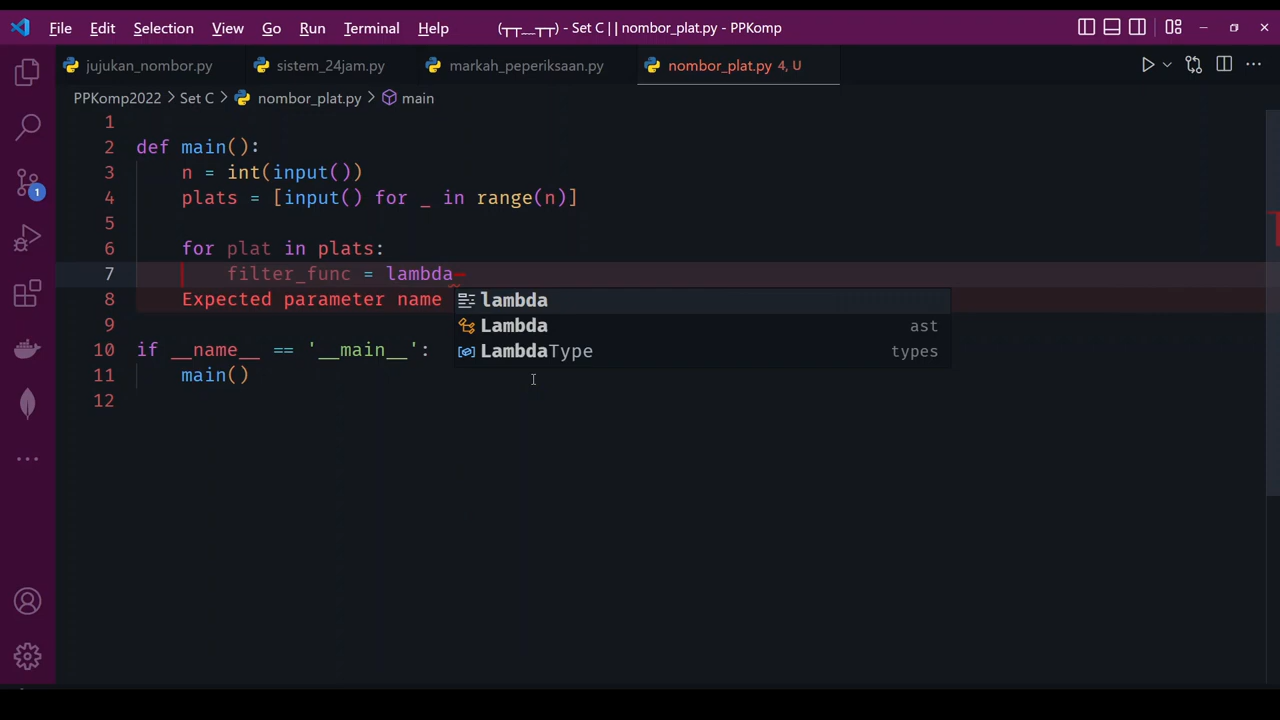 File Edit Selection View Go Run Terminal Help (┬┬﹏┬┬) - Set C || nombor_plat.py - PPKomp
jujukan_nombor.py sistem_24jam.py markah_peperiksaan.py nombor_plat.py 4, U
PPKomp2022 > Set C > nombor_plat.py > main
1
2 def main():
3 n = int(input())
4 plats = [input() for _ in range(n)]
5
6 for plat in plats:
7 filter_func = lambda
8 Expected parameter name
lambda
Lambda ast
LambdaType types
9
10 if __name__ == '__main__':
11 main()
12
1